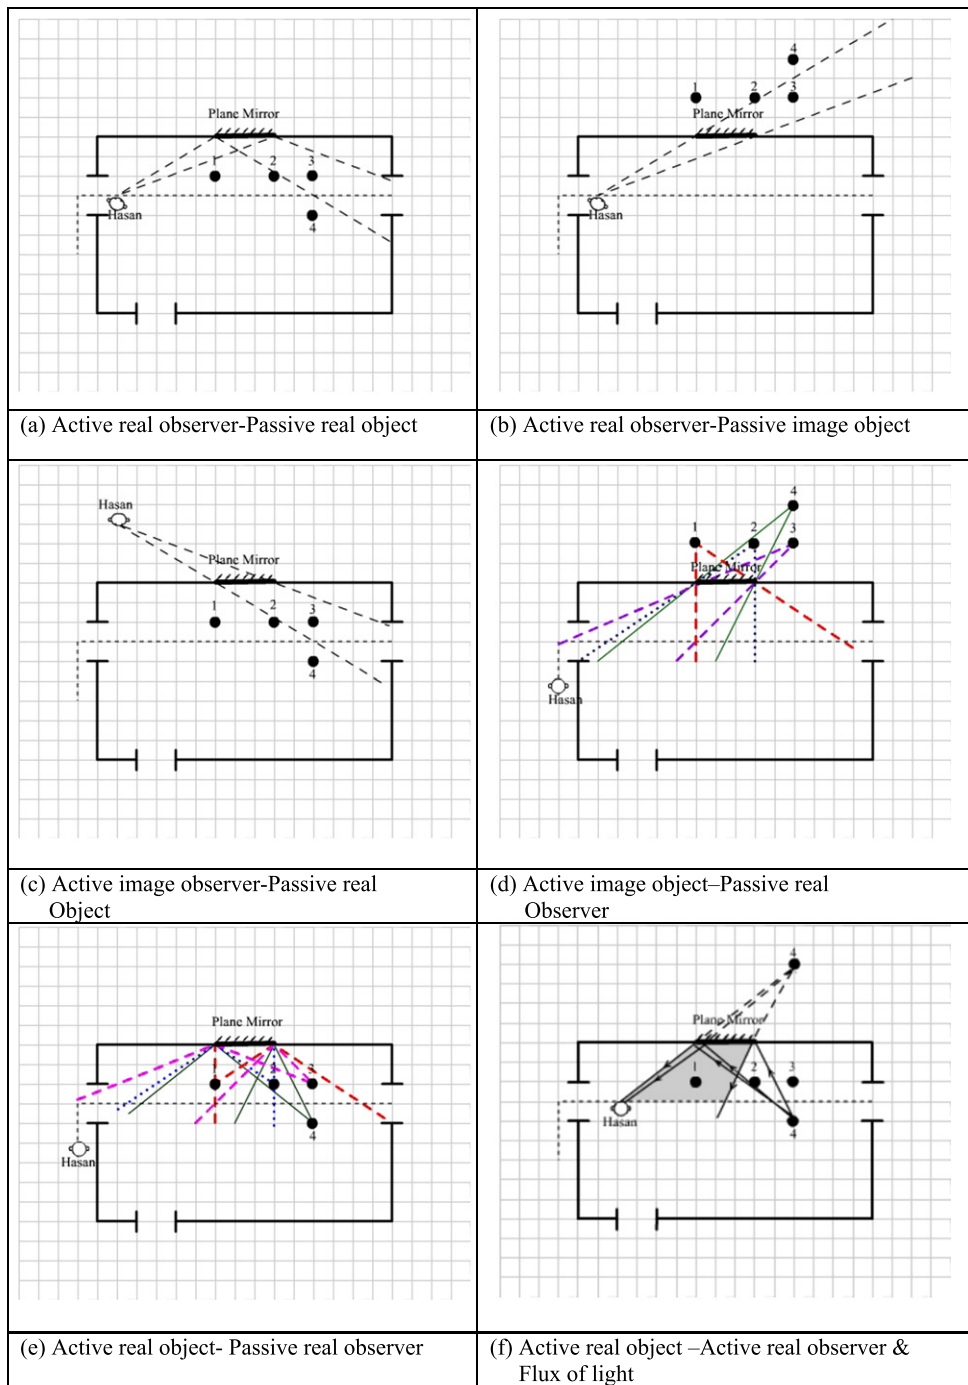 Plane Mirror
1
2
3
4
Hasan
4
1
2
3
Plane Mirror
Hasan
(a) Active real observer-Passive real object
(b) Active real observer-Passive image object
Hasan
Plane Mirror
1
2
3
4
4
1
2
3
Plane Mirror
Hasan
(c) Active image observer-Passive real
Object
(d) Active image object–Passive real
Observer
Plane Mirror
1
2
3
4
Hasan
4
Plane Mirror
1
2
3
Hasan
4
(e) Active real object- Passive real observer
(f) Active real object –Active real observer &
Flux of light